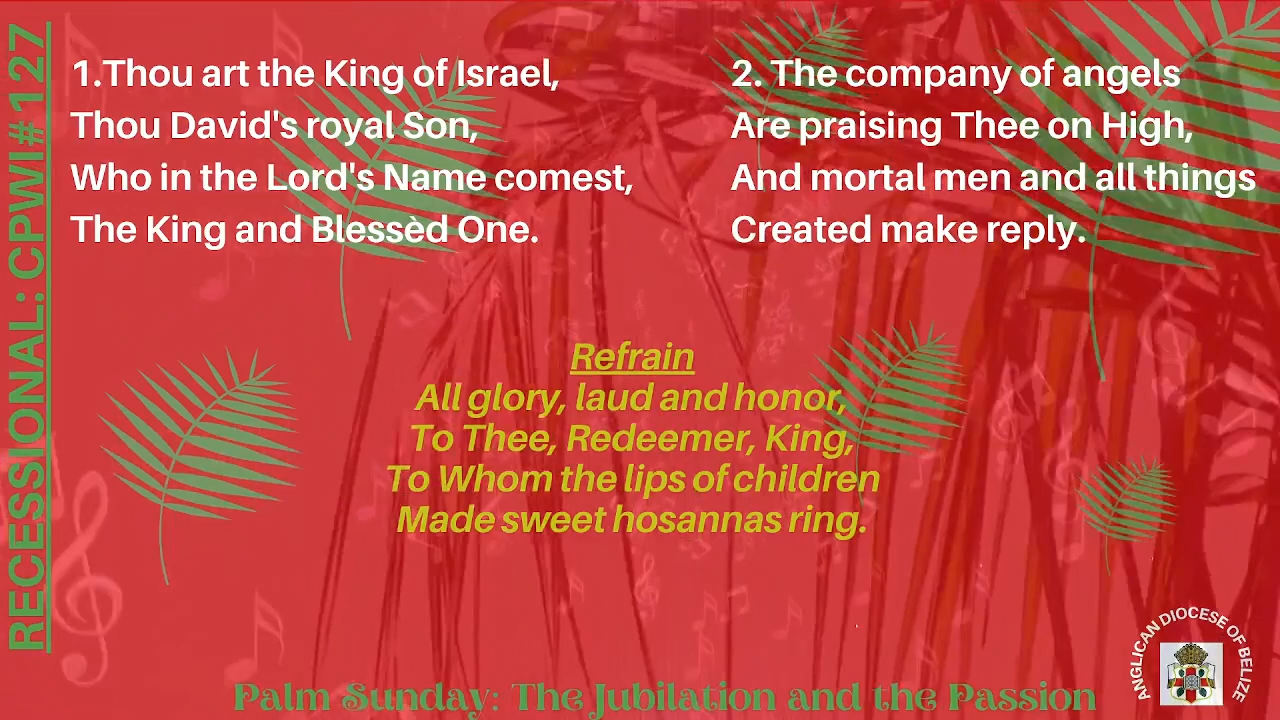 RECESSIONAL: CPWI#127
1.Thou art the King of Israel,
Thou David's royal Son,
Who in the Lord's Name comest,
The King and Blessèd One.
2. The company of angels
Are praising Thee on High,
And mortal men and all things
Created make reply.
Refrain
All glory, laud and honor,
To Thee, Redeemer, King,
To Whom the lips of children
Made sweet hosannas ring.
Palm Sunday: The Jubilation and the Passion
ANGLICAN DIOCESE OF BELIZE